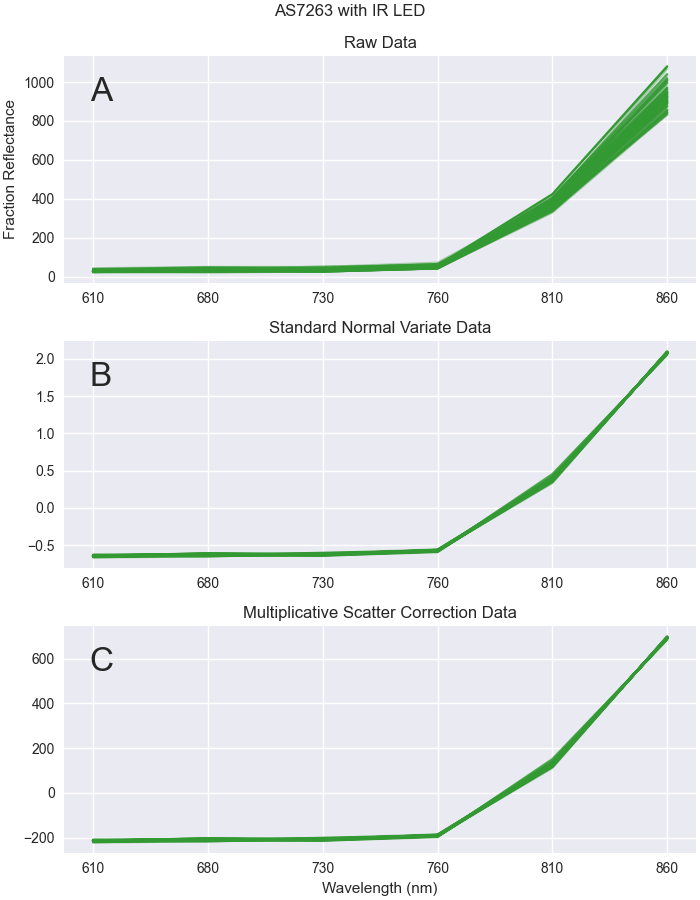 AS7263 with IR LED
Raw Data
A
Fraction Reflectance
1000
800
600
400
200
0
610 680 730 760 810 860
Standard Normal Variate Data
B
2.0
1.5
1.0
0.5
0.0
−0.5
610 680 730 760 810 860
Multiplicative Scatter Correction Data
C
600
400
200
0
−200
610 680 730 760 810 860
Wavelength (nm)